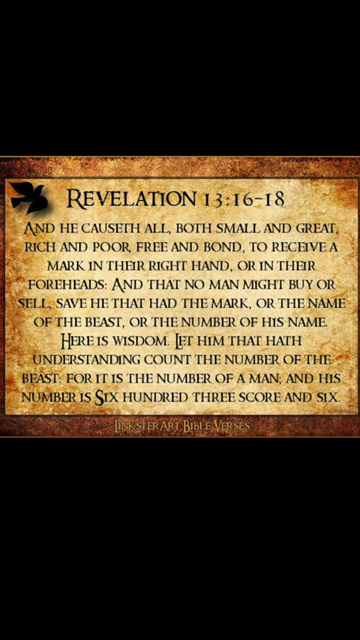 Revelation 13:16-18
And he causeth all, both small and great,
rich and poor, free and bond, to receive a
mark in their right hand, or in their
foreheads: And that no man might buy or
sell, save he that had the mark, or the name
of the beast, or the number of his name.
Here is wisdom. Let him that hath
understanding count the number of the
beast: for it is the number of a man; and his
number is Six hundred three score and six.
LinksterArt Bible Verses